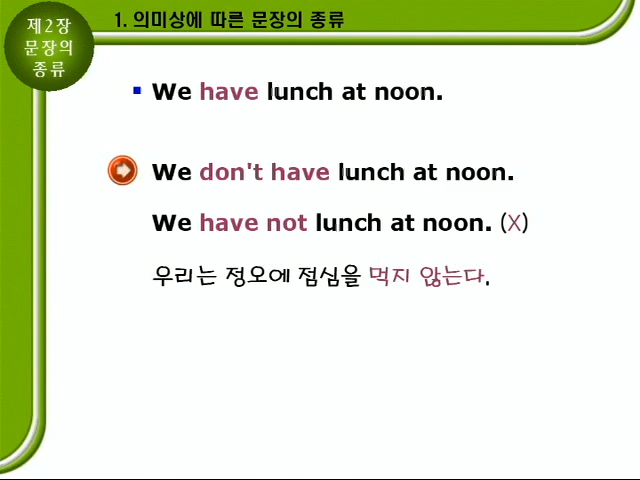 제2장
문장의
종류
1. 의미상에 따른 문장의 종류
We have lunch at noon.
We don't have lunch at noon.
We have not lunch at noon. (X)
우리는 정오에 점심을 먹지 않는다.